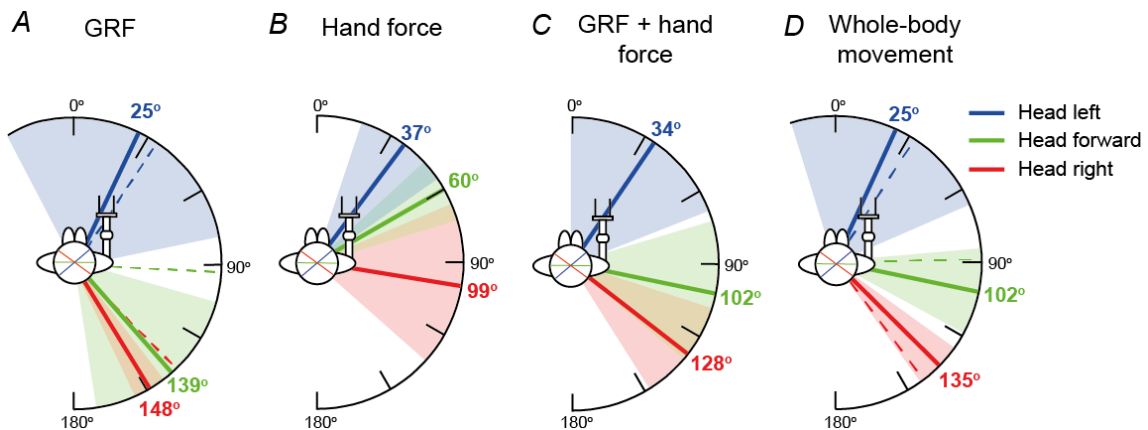 A GRF
0º
25º
90º
139º
148º
180º
B Hand force
0º
37º
60º
90º
99º
180º
C GRF + hand
force
0º
34º
90º
102º
128º
180º
D Whole-body
movement
0º
25º
90º
102º
135º
180º
Head left
Head forward
Head right